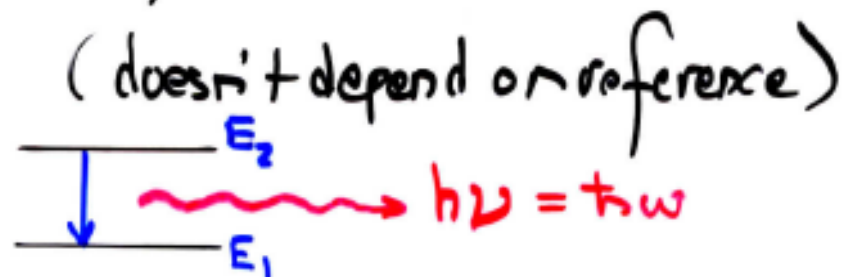 (doesn't depend on reference)
E₂
hν = ħω
E₁